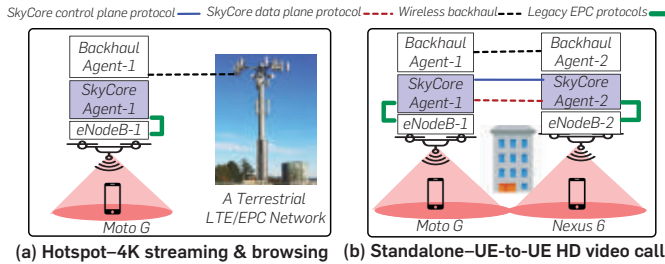 SkyCore control plane protocol SkyCore data plane protocol Wireless backhaul Legacy EPC protocols
Backhaul
Agent-1
SkyCore
Agent-1
eNodeB-1
Moto G
A Terrestrial
LTE/EPC Network
(a) Hotspot–4K streaming & browsing
Backhaul
Agent-1
SkyCore
Agent-1
eNodeB-1
Moto G
Backhaul
Agent-2
SkyCore
Agent-2
eNodeB-2
Nexus 6
(b) Standalone–UE-to-UE HD video call